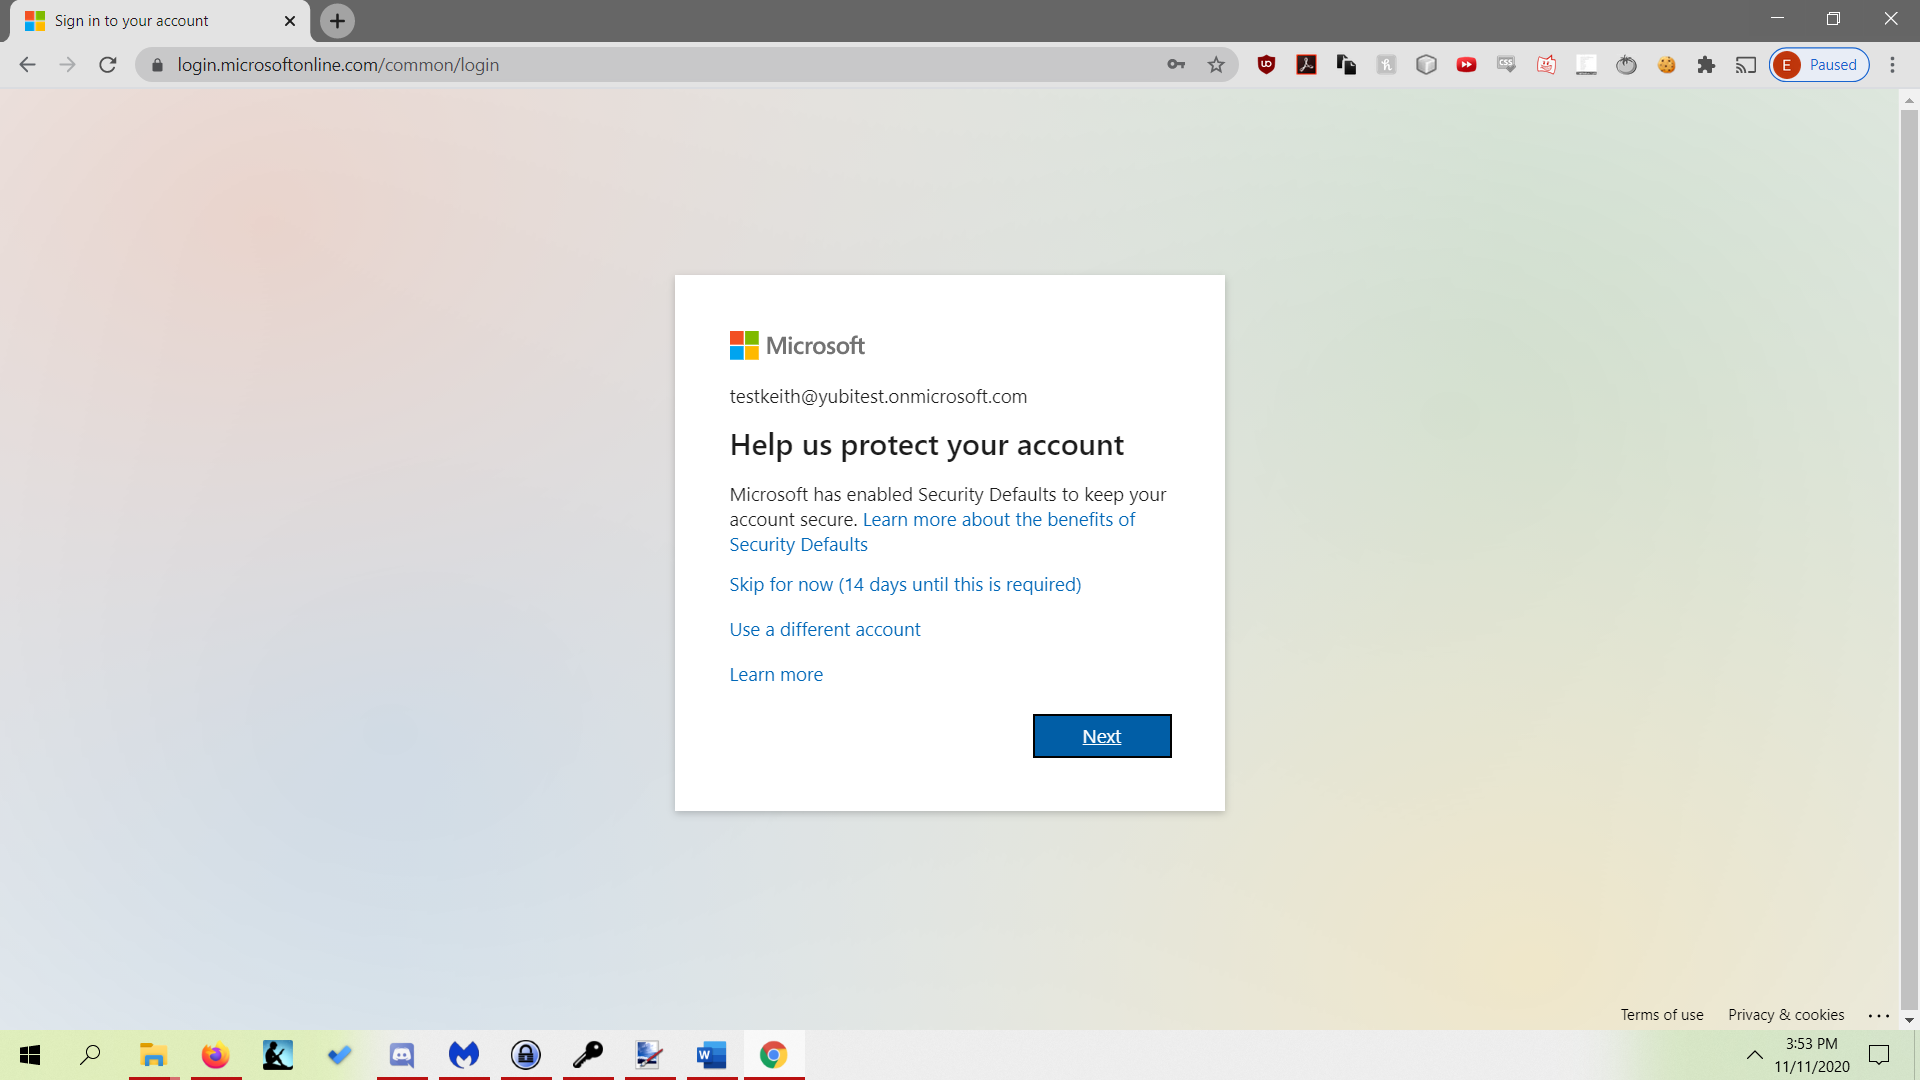 Sign in to your account
login.microsoftonline.com/common/login
E Paused
Microsoft
testkeith@yubitest.onmicrosoft.com
Help us protect your account
Microsoft has enabled Security Defaults to keep your
account secure. Learn more about the benefits of
Security Defaults
Skip for now (14 days until this is required)
Use a different account
Learn more
Next
Terms of use Privacy & cookies
3:53 PM
11/11/2020